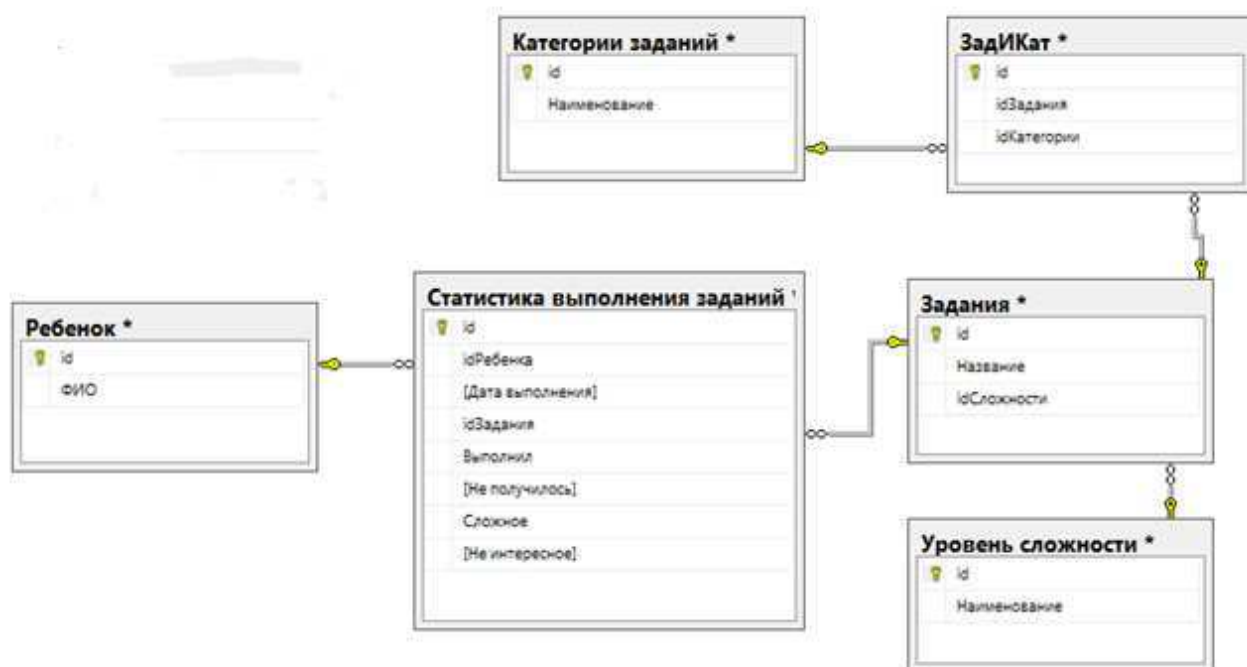 Категории заданий *
id
Наименование
ЗадИКат *
id
idЗадания
idКатегории
Ребенок *
id
ФИО
Статистика выполнения заданий *
id
idРебенка
[Дата выполнения]
idЗадания
Выполнил
[Не получилось]
Сложное
[Не интересное]
Задания *
id
Название
idСложности
Уровень сложности *
id
Наименование